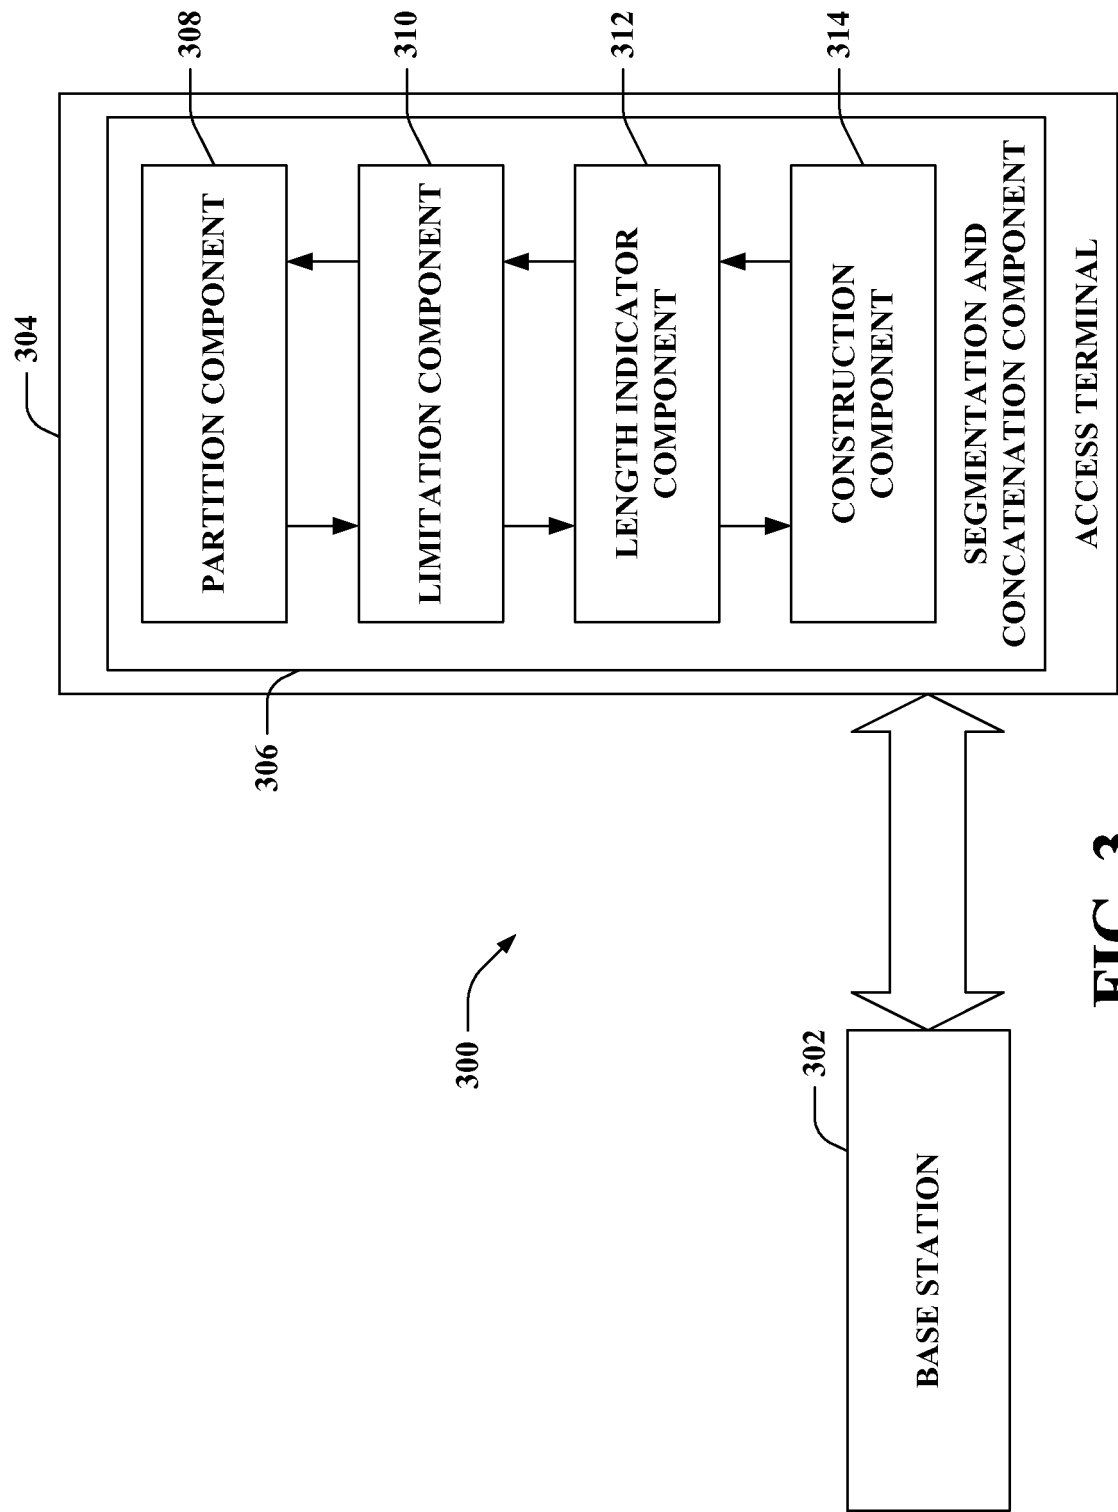 300
304
306
308
PARTITION COMPONENT
310
LIMITATION COMPONENT
312
LENGTH INDICATOR
COMPONENT
314
CONSTRUCTION
COMPONENT
SEGMENTATION AND
CONCATENATION COMPONENT
ACCESS TERMINAL
302
BASE STATION
FIG. 3